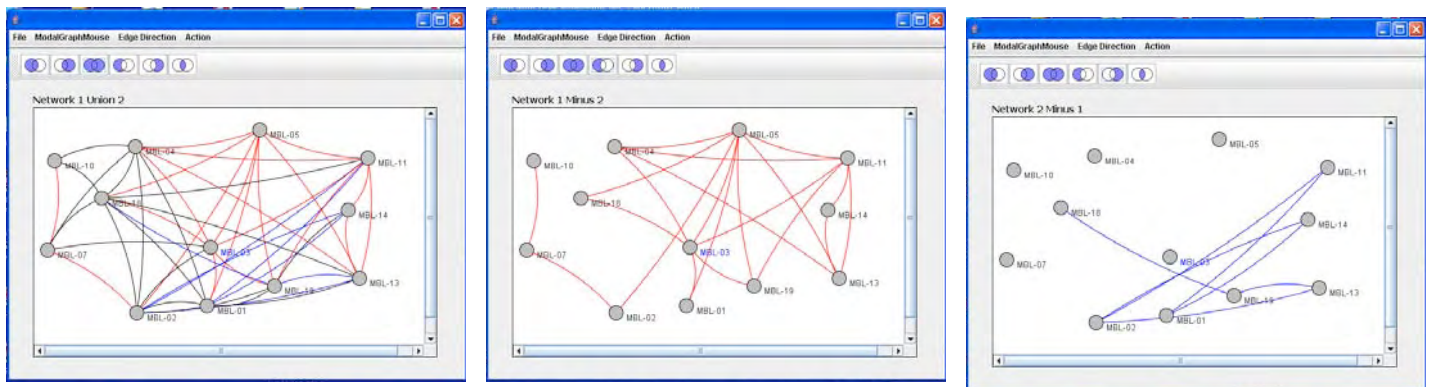 File ModalGraphMouse Edge Direction Action
Network 1 Union 2
MBL-05
MBL-04
MBL-10
MBL-11
MBL-18
MBL-14
MBL-07
MBL-03
MBL-13
MBL-19
MBL-01
MBL-02
File ModalGraphMouse Edge Direction Action
Network 1 Minus 2
MBL-05
MBL-04
MBL-10
MBL-11
MBL-18
MBL-14
MBL-07
MBL-03
MBL-13
MBL-19
MBL-01
MBL-02
File ModalGraphMouse Edge Direction Action
Network 2 Minus 1
MBL-05
MBL-04
MBL-10
MBL-11
MBL-18
MBL-14
MBL-07
MBL-03
MBL-13
MBL-19
MBL-01
MBL-02